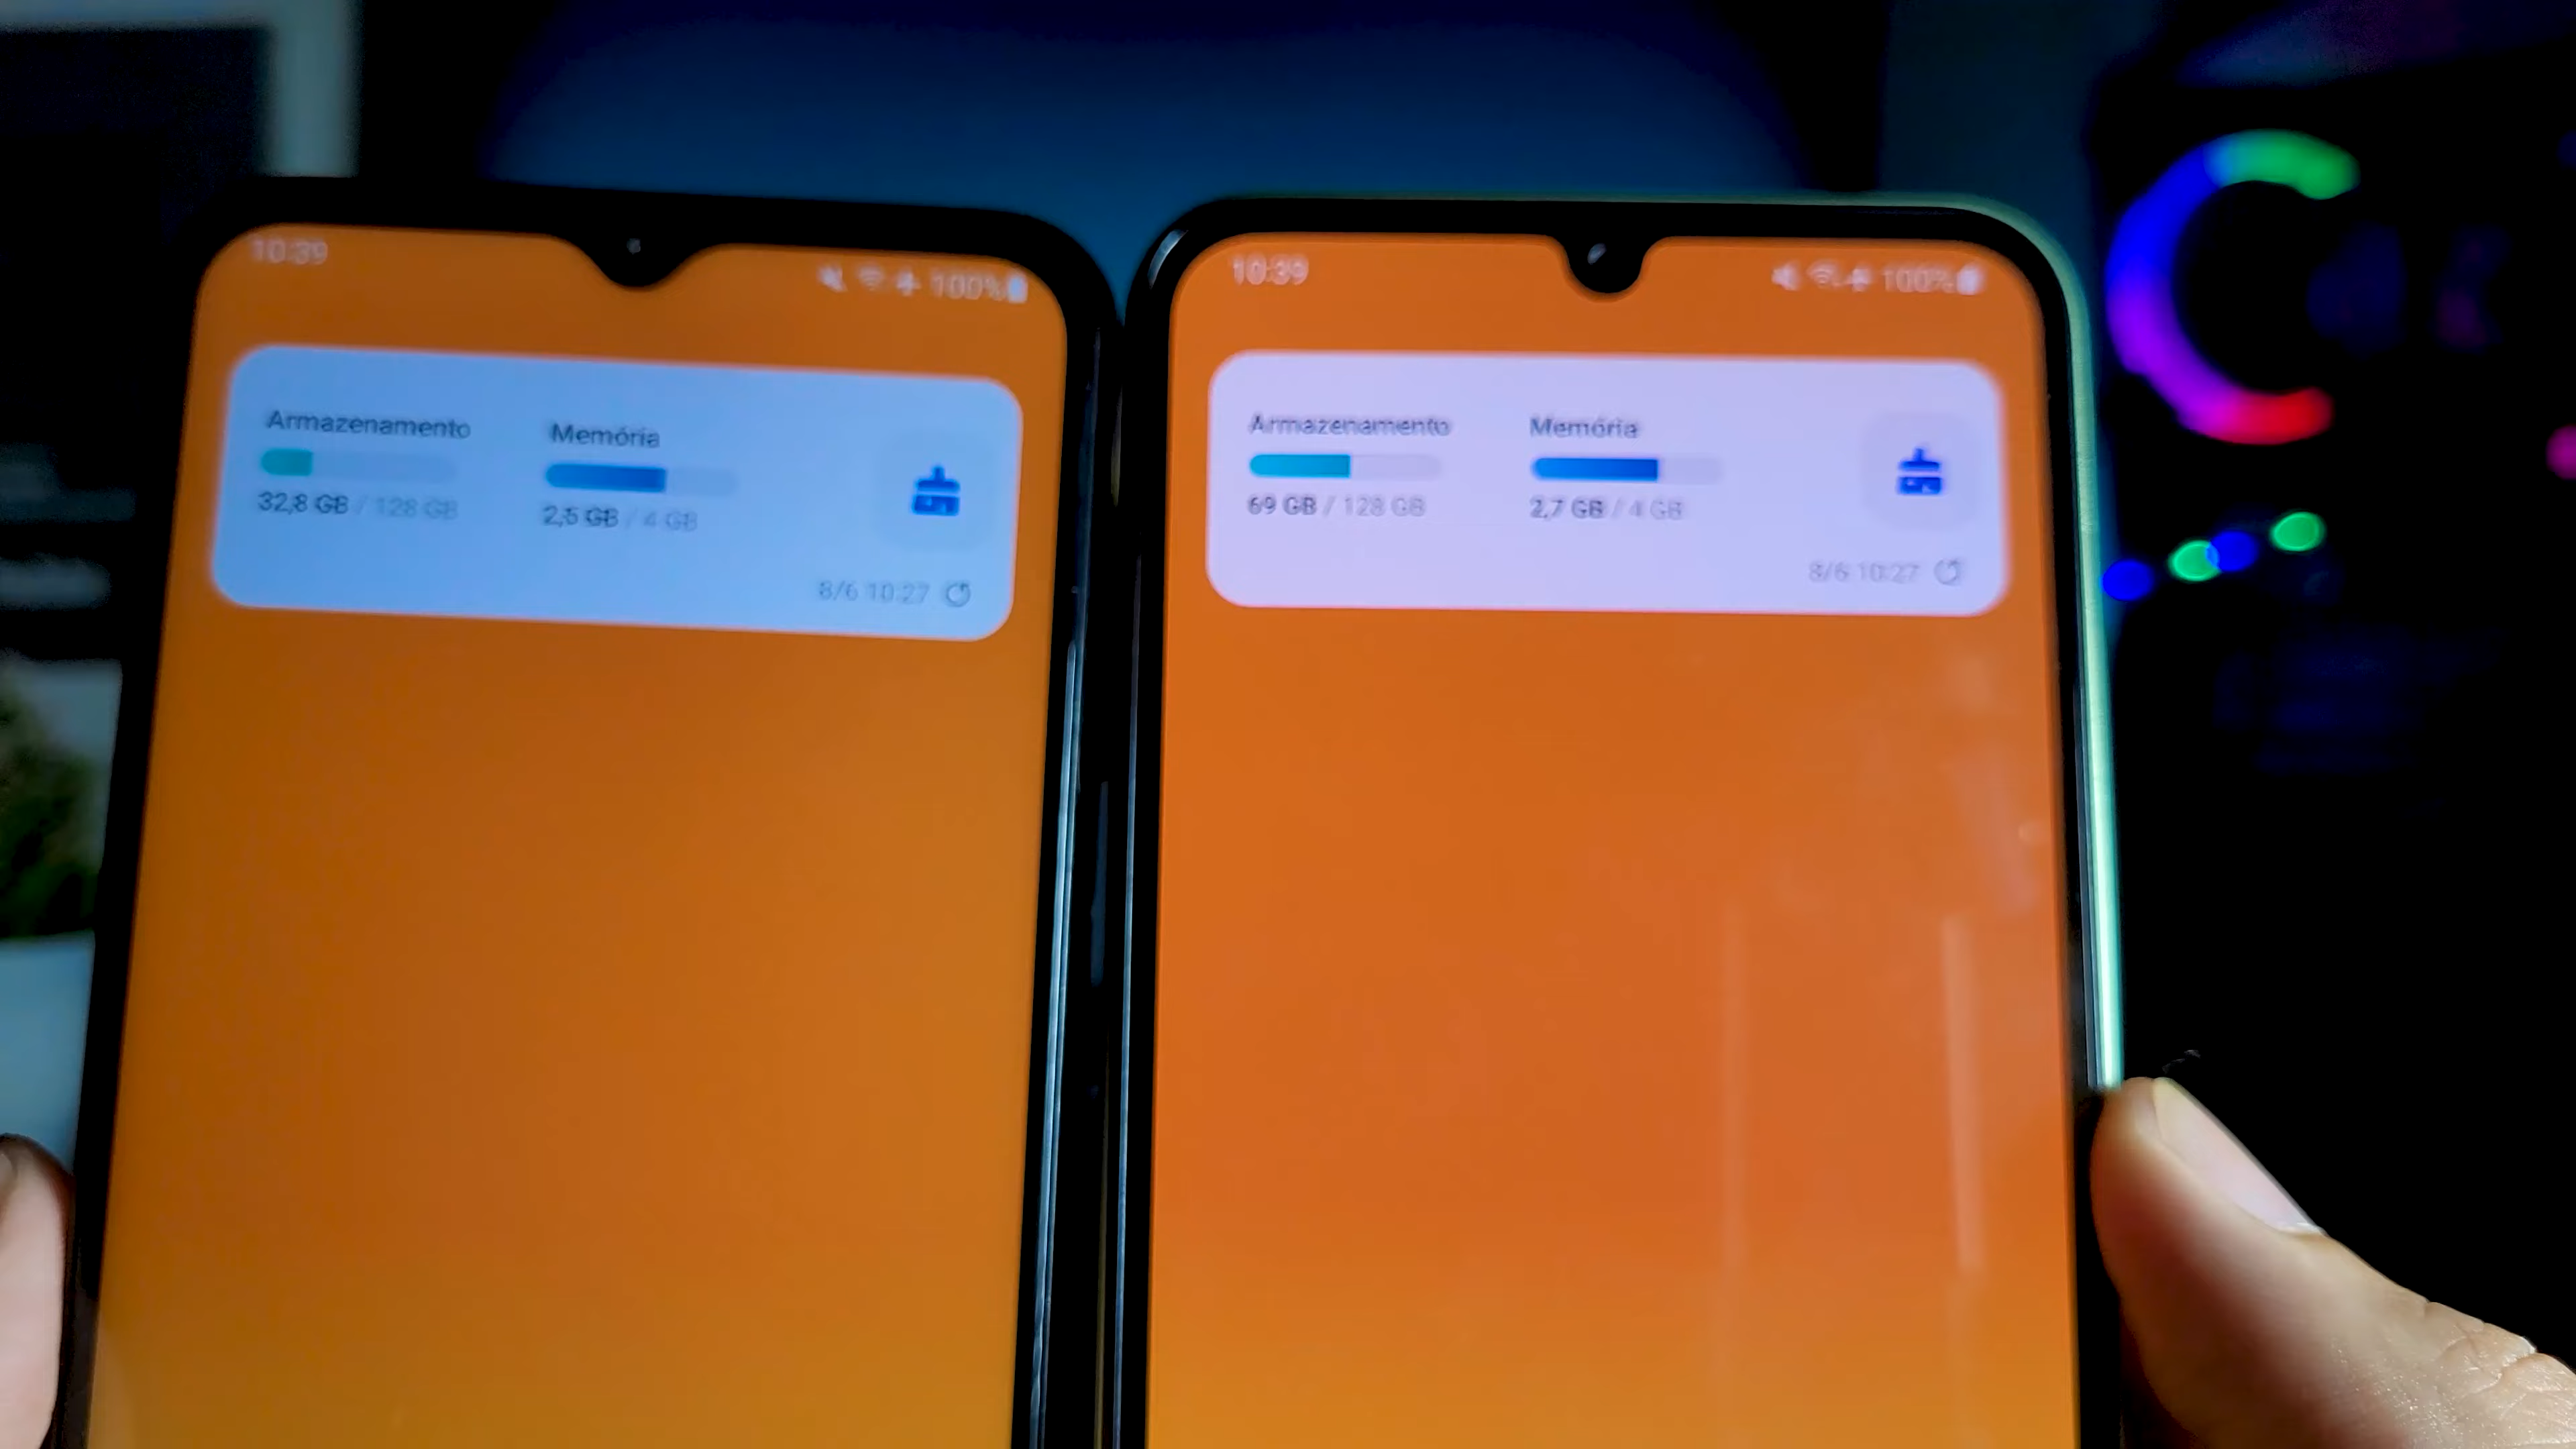 10:39
100%
Armazenamento
32,8 GB / 128 GB
Memória
2,5 GB / 4 GB
8/6 10:27
10:39
100%
Armazenamento
69 GB / 128 GB
Memória
2,7 GB / 4 GB
8/6 10:27